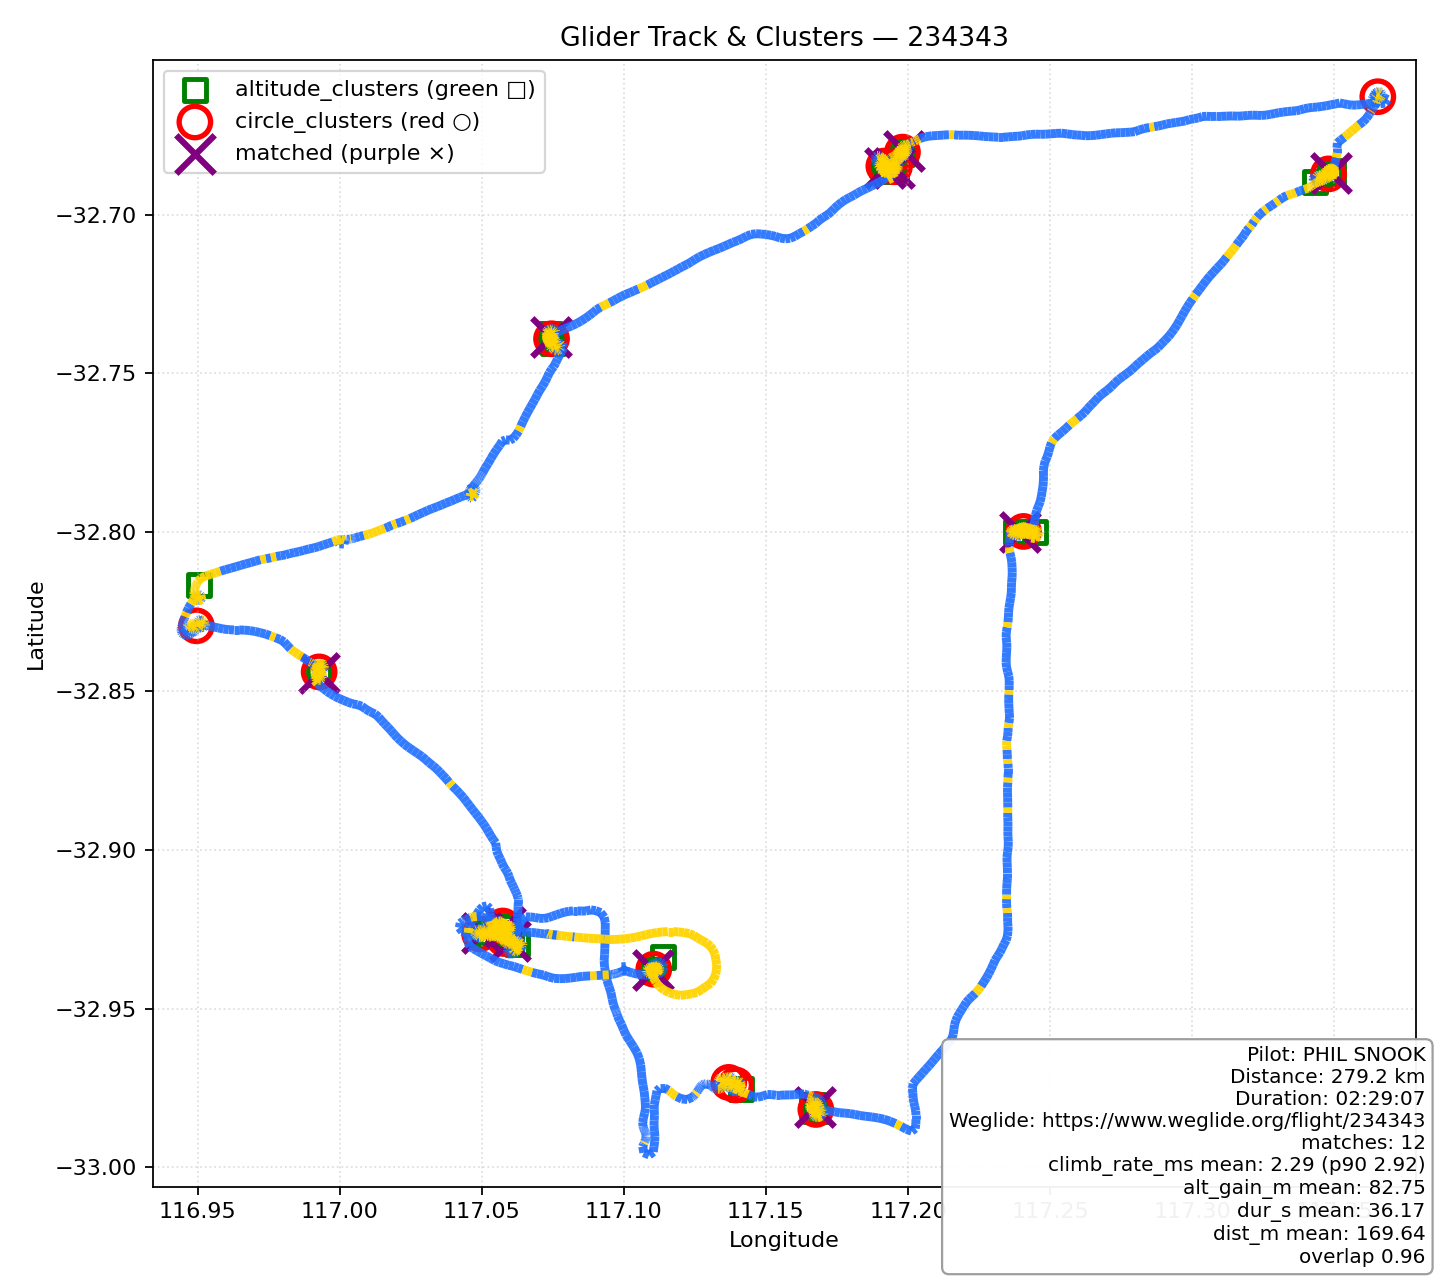 Glider Track & Clusters — 234343
altitude_clusters (green □)
circle_clusters (red ○)
matched (purple ×)
Latitude
−32.70
−32.75
−32.80
−32.85
−32.90
−32.95
−33.00
116.95 117.00 117.05 117.10 117.15 117.20 117.25 117.30
Longitude
Pilot: PHIL SNOOK
Distance: 279.2 km
Duration: 02:29:07
Weglide: https://www.weglide.org/flight/234343
matches: 12
climb_rate_ms mean: 2.29 (p90 2.92)
alt_gain_m mean: 82.75
dur_s mean: 36.17
dist_m mean: 169.64
overlap 0.96